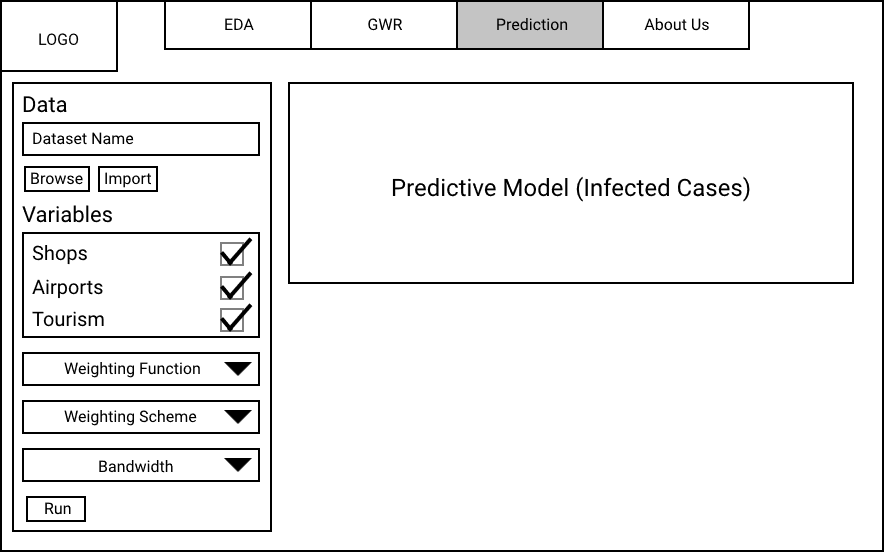 LOGO
EDA
GWR
Prediction
About Us
Data
Dataset Name
Browse
Import
Variables
Shops
Airports
Tourism
Weighting Function
Weighting Scheme
Bandwidth
Run
Predictive Model (Infected Cases)